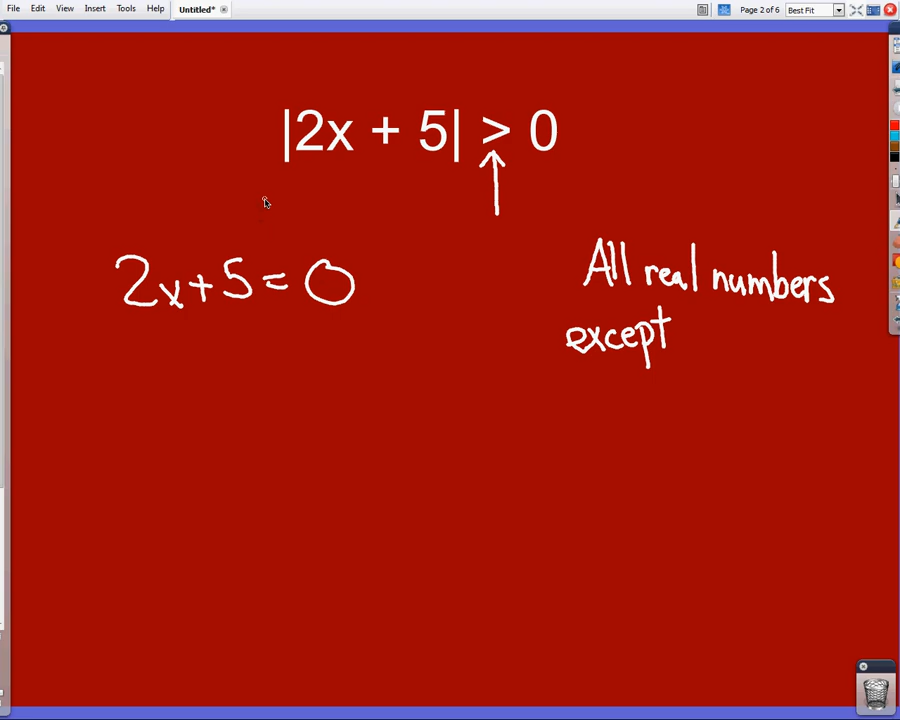 File Edit View Insert Tools Help Untitled* Page 2 of 6 Best Fit
|2x + 5| > 0
2x+5=0
All real numbers
except